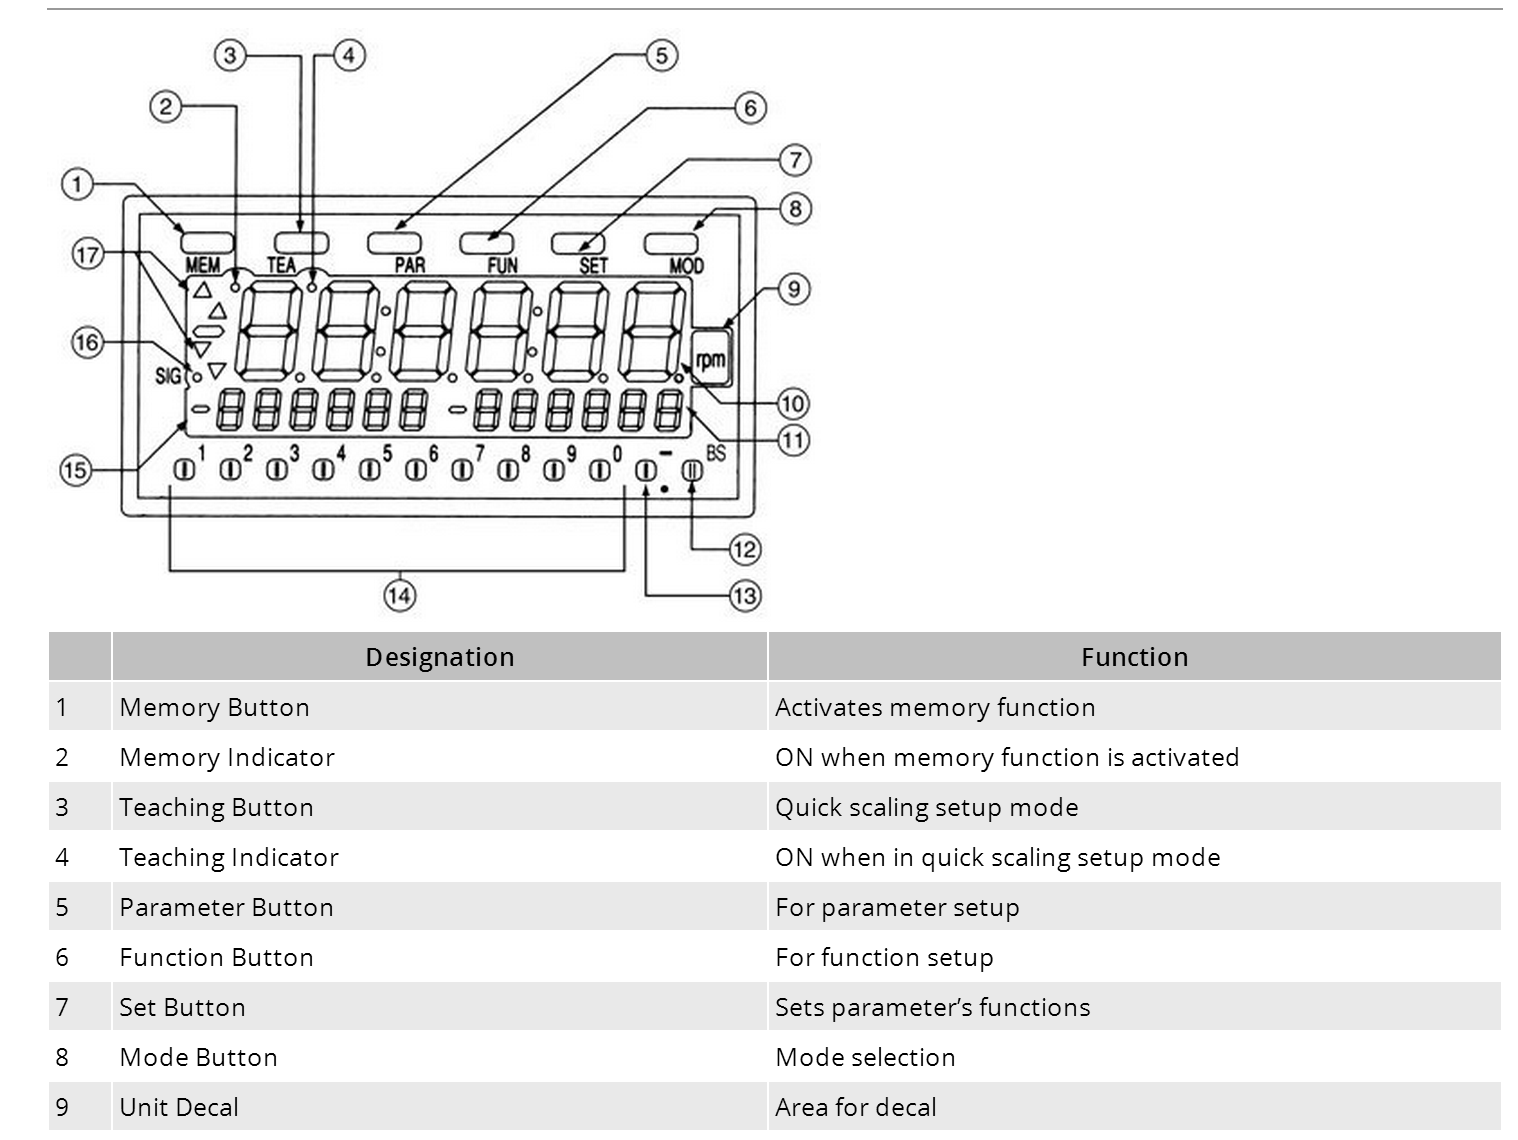 3 4 5
2 6
1 7
8
17 MEM TEA PAR FUN SET MOD
9
16 rpm
SIG
10
11
15 1 2 3 4 5 6 7 8 9 0 - BS
.
12
14 13
Designation Function
1 Memory Button Activates memory function
2 Memory Indicator ON when memory function is activated
3 Teaching Button Quick scaling setup mode
4 Teaching Indicator ON when in quick scaling setup mode
5 Parameter Button For parameter setup
6 Function Button For function setup
7 Set Button Sets parameter’s functions
8 Mode Button Mode selection
9 Unit Decal Area for decal